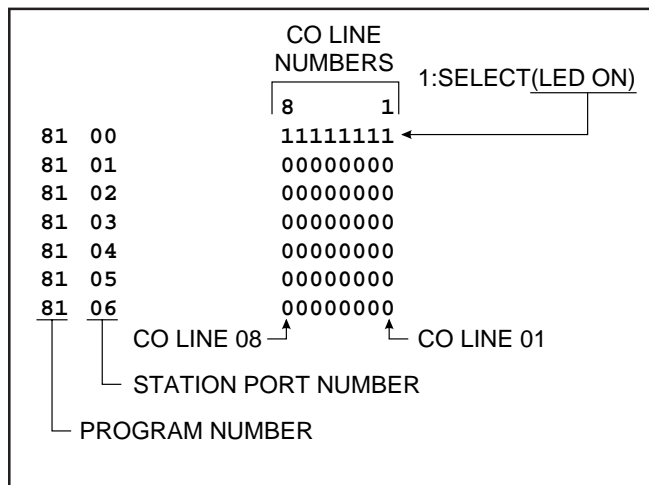 CO LINE
NUMBERS
1:SELECT(LED ON)
8 1
81 00 11111111
81 01 00000000
81 02 00000000
81 03 00000000
81 04 00000000
81 05 00000000
81 06 00000000
CO LINE 08 CO LINE 01
STATION PORT NUMBER
PROGRAM NUMBER